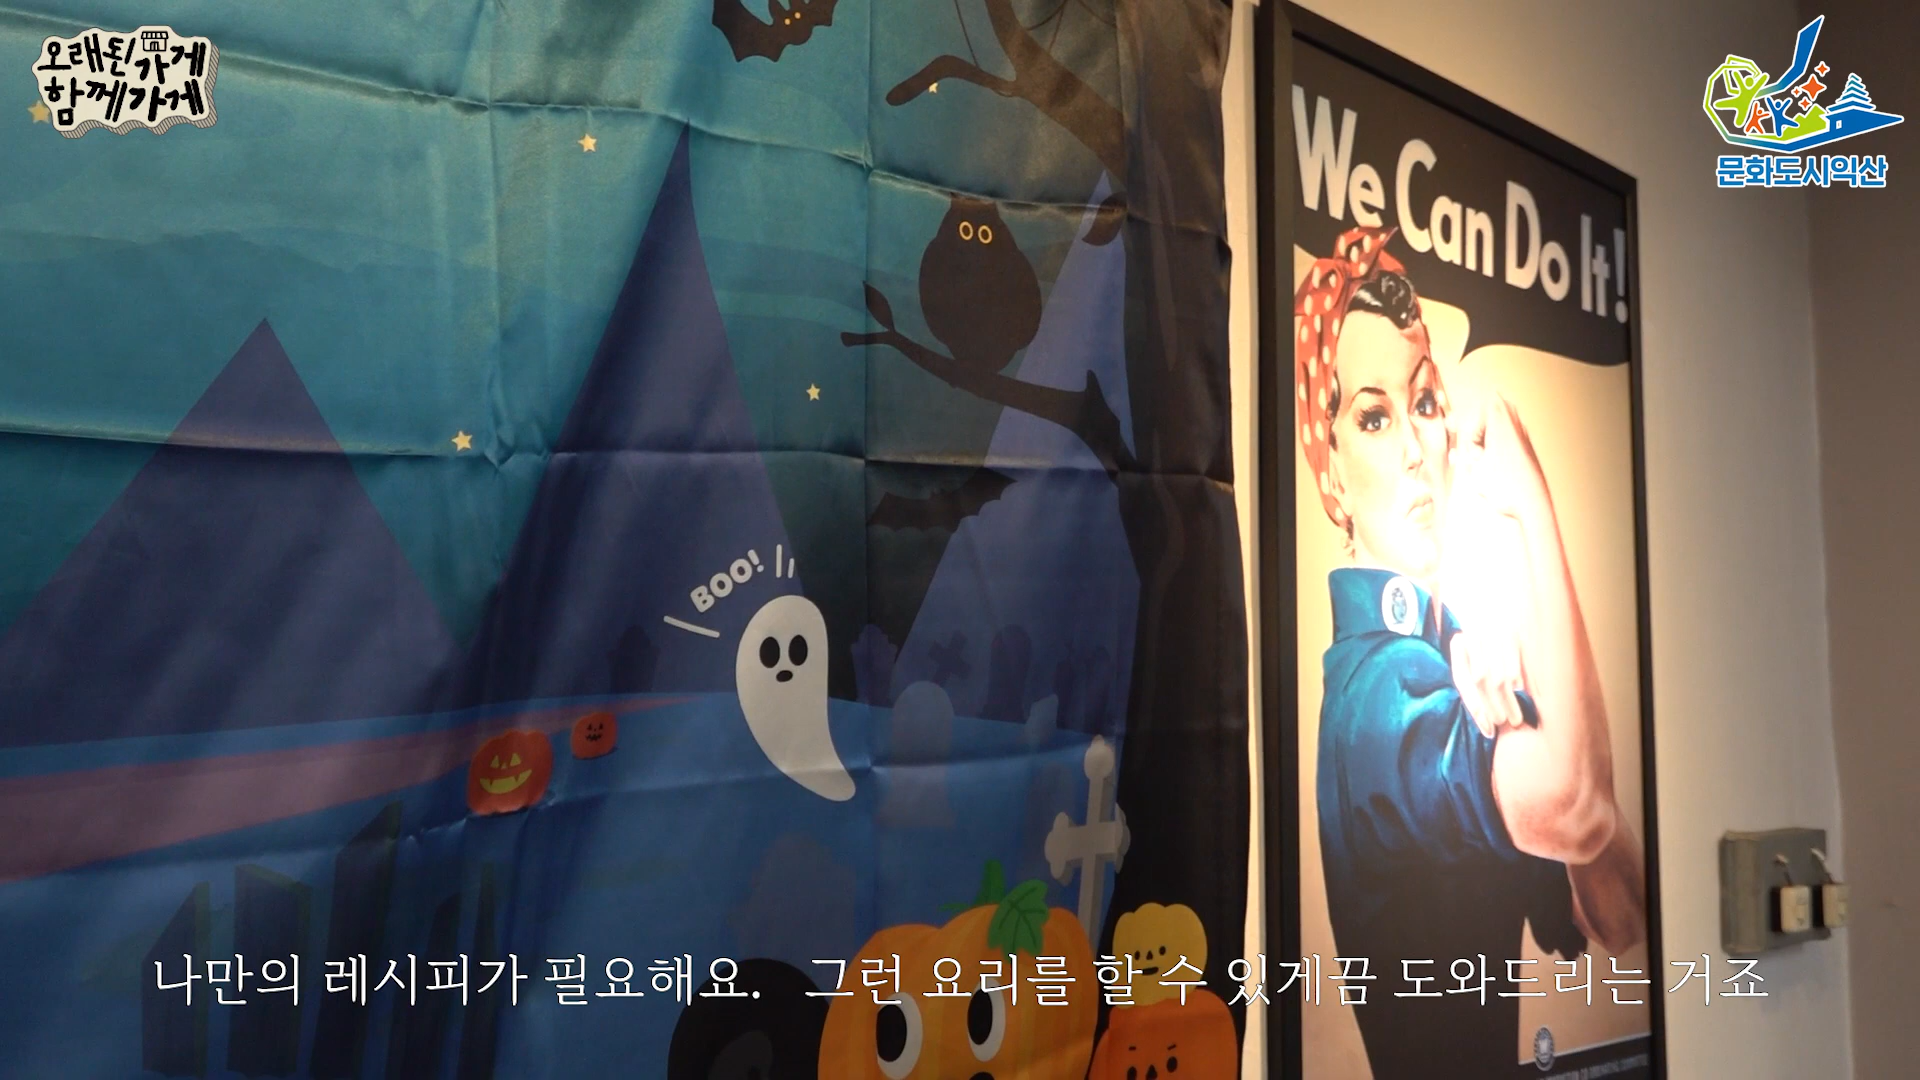 오래된 가게
함께가게
문화도시익산
We Can Do It!
BOO!
나만의 레시피가 필요해요. 그런 요리를 할 수 있게끔 도와드리는 거죠